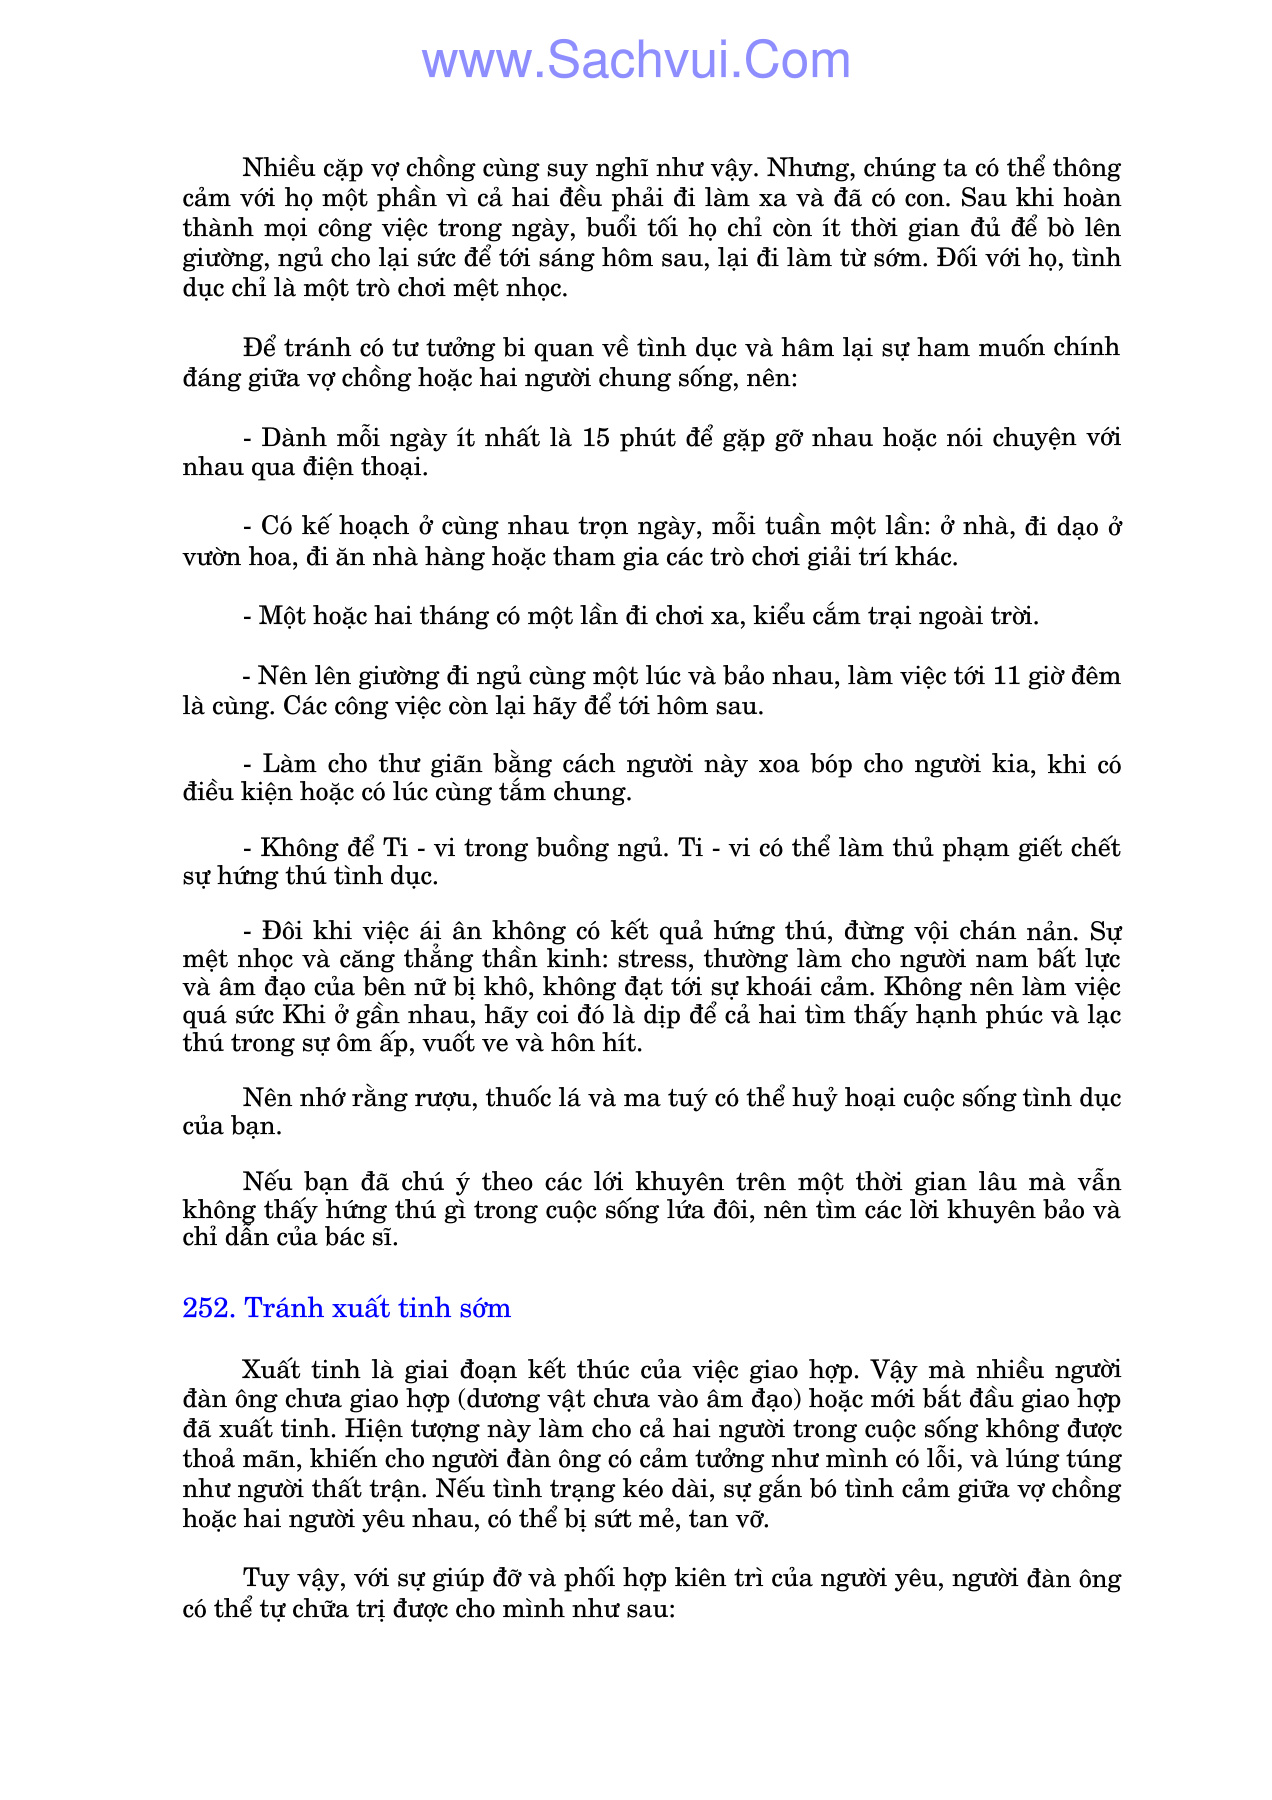 www.Sachvui.Com
Nhiều cặp vợ chồng cùng suy nghĩ như vậy. Nhưng, chúng ta có thể thông
cảm với họ một phần vì cả hai đều phải đi làm xa và đã có con. Sau khi hoàn
thành mọi công việc trong ngày, buổi tối họ chỉ còn ít thời gian đủ để bò lên
giường, ngủ cho lại sức để tới sáng hôm sau, lại đi làm từ sớm. Đối với họ, tình
dục chỉ là một trò chơi mệt nhọc.
Để tránh có tư tưởng bi quan về tình dục và hâm lại sự ham muốn chính
đáng giữa vợ chồng hoặc hai người chung sống, nên:
- Dành mỗi ngày ít nhất là 15 phút để gặp gỡ nhau hoặc nói chuyện với
nhau qua điện thoại.
- Có kế hoạch ở cùng nhau trọn ngày, mỗi tuần một lần: ở nhà, đi dạo ở
vườn hoa, đi ăn nhà hàng hoặc tham gia các trò chơi giải trí khác.
- Một hoặc hai tháng có một lần đi chơi xa, kiểu cắm trại ngoài trời.
- Nên lên giường đi ngủ cùng một lúc và bảo nhau, làm việc tới 11 giờ đêm
là cùng. Các công việc còn lại hãy để tới hôm sau.
- Làm cho thư giãn bằng cách người này xoa bóp cho người kia, khi có
điều kiện hoặc có lúc cùng tắm chung.
- Không để Ti - vi trong buồng ngủ. Ti - vi có thể làm thủ phạm giết chết
sự hứng thú tình dục.
- Đôi khi việc ái ân không có kết quả hứng thú, đừng vội chán nản. Sự
mệt nhọc và căng thẳng thần kinh: stress, thường làm cho người nam bất lực
và âm đạo của bên nữ bị khô, không đạt tới sự khoái cảm. Không nên làm việc
quá sức Khi ở gần nhau, hãy coi đó là dịp để cả hai tìm thấy hạnh phúc và lạc
thú trong sự ôm ấp, vuốt ve và hôn hít.
Nên nhớ rằng rượu, thuốc lá và ma tuý có thể huỷ hoại cuộc sống tình dục
của bạn.
Nếu bạn đã chú ý theo các lới khuyên trên một thời gian lâu mà vẫn
không thấy hứng thú gì trong cuộc sống lứa đôi, nên tìm các lời khuyên bảo và
chỉ dẫn của bác sĩ.
252. Tránh xuất tinh sớm
Xuất tinh là giai đoạn kết thúc của việc giao hợp. Vậy mà nhiều người
đàn ông chưa giao hợp (dương vật chưa vào âm đạo) hoặc mới bắt đầu giao hợp
đã xuất tinh. Hiện tượng này làm cho cả hai người trong cuộc sống không được
thoả mãn, khiến cho người đàn ông có cảm tưởng như mình có lỗi, và lúng túng
như người thất trận. Nếu tình trạng kéo dài, sự gắn bó tình cảm giữa vợ chồng
hoặc hai người yêu nhau, có thể bị sứt mẻ, tan vỡ.
Tuy vậy, với sự giúp đỡ và phối hợp kiên trì của người yêu, người đàn ông
có thể tự chữa trị được cho mình như sau: